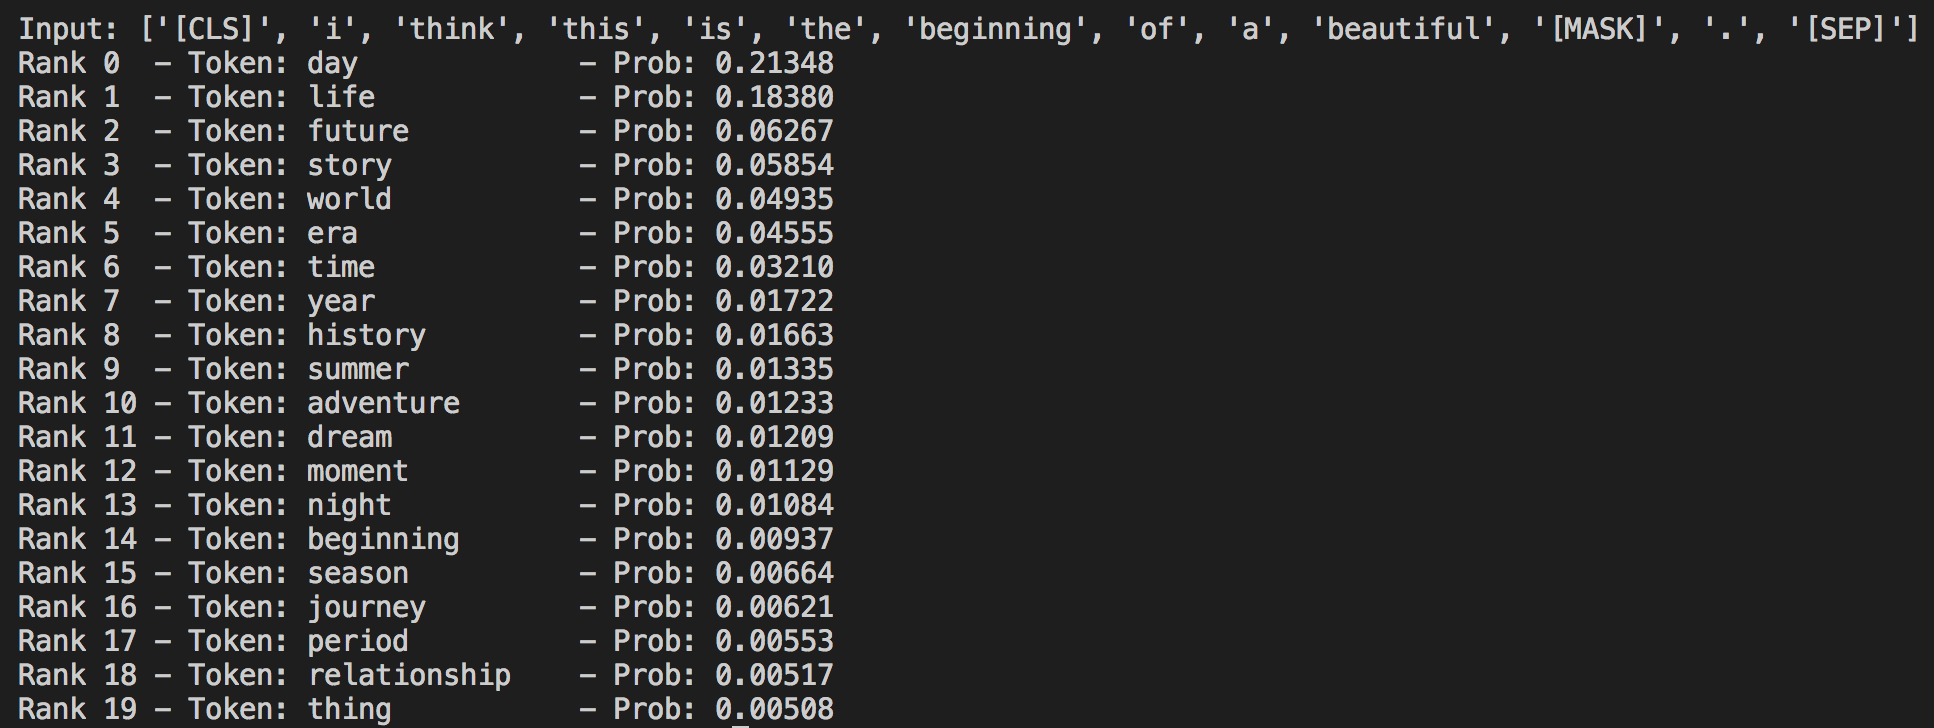 Input: ['[CLS]', 'i', 'think', 'this', 'is', 'the', 'beginning', 'of', 'a', 'beautiful', '[MASK]', '.', '[SEP]']
Rank 0  – Token: day             – Prob: 0.21348
Rank 1  – Token: life            – Prob: 0.18380
Rank 2  – Token: future          – Prob: 0.06267
Rank 3  – Token: story           – Prob: 0.05854
Rank 4  – Token: world           – Prob: 0.04935
Rank 5  – Token: era             – Prob: 0.04555
Rank 6  – Token: time            – Prob: 0.03210
Rank 7  – Token: year            – Prob: 0.01722
Rank 8  – Token: history         – Prob: 0.01663
Rank 9  – Token: summer          – Prob: 0.01335
Rank 10 – Token: adventure       – Prob: 0.01233
Rank 11 – Token: dream           – Prob: 0.01209
Rank 12 – Token: moment          – Prob: 0.01129
Rank 13 – Token: night           – Prob: 0.01084
Rank 14 – Token: beginning       – Prob: 0.00937
Rank 15 – Token: season          – Prob: 0.00664
Rank 16 – Token: journey         – Prob: 0.00621
Rank 17 – Token: period          – Prob: 0.00553
Rank 18 – Token: relationship    – Prob: 0.00517
Rank 19 – Token: thing           – Prob: 0.00508